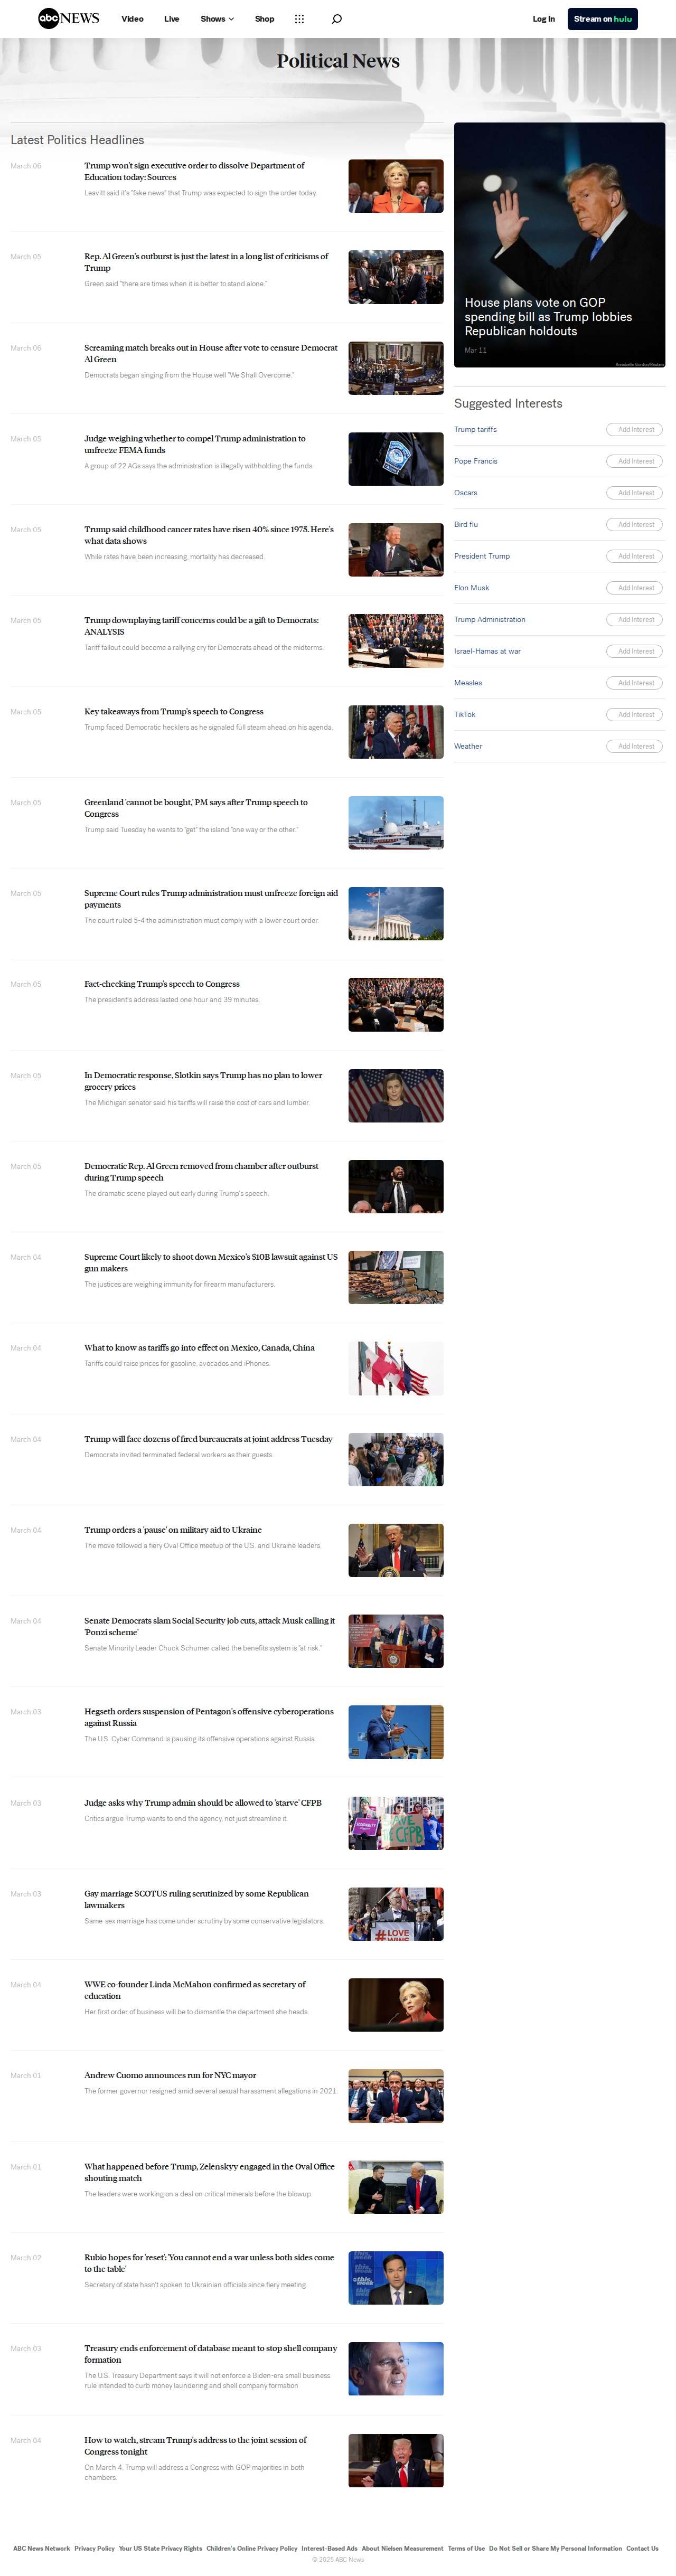 abc NEWS Video Live Shows Shop Log In Stream on hulu
Political News
Latest Politics Headlines
March 06
Trump won't sign executive order to dissolve Department of
Education today: Sources
Leavitt said it's "fake news" that Trump was expected to sign the order today.
March 05
Rep. Al Green's outburst is just the latest in a long list of criticisms of
Trump
Green said "there are times when it is better to stand alone."
March 06
Screaming match breaks out in House after vote to censure Democrat
Al Green
Democrats began singing from the House well "We Shall Overcome."
March 05
Judge weighing whether to compel Trump administration to
unfreeze FEMA funds
A group of 22 AGs says the administration is illegally withholding the funds.
March 05
Trump said childhood cancer rates have risen 40% since 1975. Here's
what data shows
While rates have been increasing, mortality has decreased.
March 05
Trump downplaying tariff concerns could be a gift to Democrats:
ANALYSIS
Tariff fallout could become a rallying cry for Democrats ahead of the midterms.
March 05
Key takeaways from Trump's speech to Congress
Trump faced Democratic hecklers as he signaled full steam ahead on his agenda.
March 05
Greenland 'cannot be bought,' PM says after Trump speech to
Congress
Trump said Tuesday he wants to "get" the island "one way or the other."
March 05
Supreme Court rules Trump administration must unfreeze foreign aid
payments
The court ruled 5-4 the administration must comply with a lower court order.
March 05
Fact-checking Trump's speech to Congress
The president's address lasted one hour and 39 minutes.
March 05
In Democratic response, Slotkin says Trump has no plan to lower
grocery prices
The Michigan senator said his tariffs will raise the cost of cars and lumber.
March 05
Democratic Rep. Al Green removed from chamber after outburst
during Trump speech
The dramatic scene played out early during Trump's speech.
March 04
Supreme Court likely to shoot down Mexico's $10B lawsuit against US
gun makers
The justices are weighing immunity for firearm manufacturers.
March 04
What to know as tariffs go into effect on Mexico, Canada, China
Tariffs could raise prices for gasoline, avocados and iPhones.
March 04
Trump will face dozens of fired bureaucrats at joint address Tuesday
Democrats invited terminated federal workers as their guests.
March 04
Trump orders a 'pause' on military aid to Ukraine
The move followed a fiery Oval Office meetup of the U.S. and Ukraine leaders.
March 04
Senate Democrats slam Social Security job cuts, attack Musk calling it
'Ponzi scheme'
Senate Minority Leader Chuck Schumer called the benefits system is "at risk."
March 03
Hegseth orders suspension of Pentagon's offensive cyberoperations
against Russia
The U.S. Cyber Command is pausing its offensive operations against Russia
March 03
Judge asks why Trump admin should be allowed to 'starve' CFPB
Critics argue Trump wants to end the agency, not just streamline it.
SAVE THE CFPB
March 03
Gay marriage SCOTUS ruling scrutinized by some Republican
lawmakers
Same-sex marriage has come under scrutiny by some conservative legislators.
#LOVE
WINS
March 04
WWE co-founder Linda McMahon confirmed as secretary of
education
Her first order of business will be to dismantle the department she heads.
March 01
Andrew Cuomo announces run for NYC mayor
The former governor resigned amid several sexual harassment allegations in 2021.
March 01
What happened before Trump, Zelenskyy engaged in the Oval Office
shouting match
The leaders were working on a deal on critical minerals before the blowup.
March 02
Rubio hopes for 'reset': 'You cannot end a war unless both sides come
to the table'
Secretary of state hasn't spoken to Ukrainian officials since fiery meeting.
this week
March 03
Treasury ends enforcement of database meant to stop shell company
formation
The U.S. Treasury Department says it will not enforce a Biden-era small business
rule intended to curb money laundering and shell company formation
March 04
How to watch, stream Trump's address to the joint session of
Congress tonight
On March 4, Trump will address a Congress with GOP majorities in both
chambers.
House plans vote on GOP
spending bill as Trump lobbies
Republican holdouts
Mar 11
Suggested Interests
Trump tariffs Add Interest
Pope Francis Add Interest
Oscars Add Interest
Bird flu Add Interest
President Trump Add Interest
Elon Musk Add Interest
Trump Administration Add Interest
Israel-Hamas at war Add Interest
Measles Add Interest
TikTok Add Interest
Weather Add Interest
ABC News Network Privacy Policy Your US State Privacy Rights Children's Online Privacy Policy Interest-Based Ads About Nielsen Measurement Terms of Use Do Not Sell or Share My Personal Information Contact Us
© 2025 ABC News